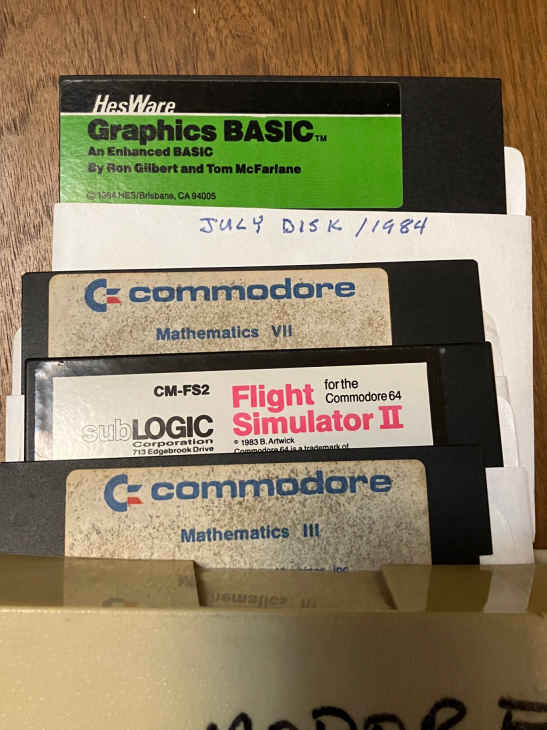 HesWare
Graphics BASIC™
An Enhanced BASIC
By Ron Gilbert and Tom McFarlane
© 1984 HES/Brisbane, CA 94005
JULY DISK /1984
commodore
Mathematics VII
CM-FS2
subLOGIC
Corporation
713 Edgebrook Drive
Flight
Simulator II
for the
Commodore 64
© 1983 B. Artwick
Commodore 64 is a trademark of
commodore
Mathematics III
Inc.